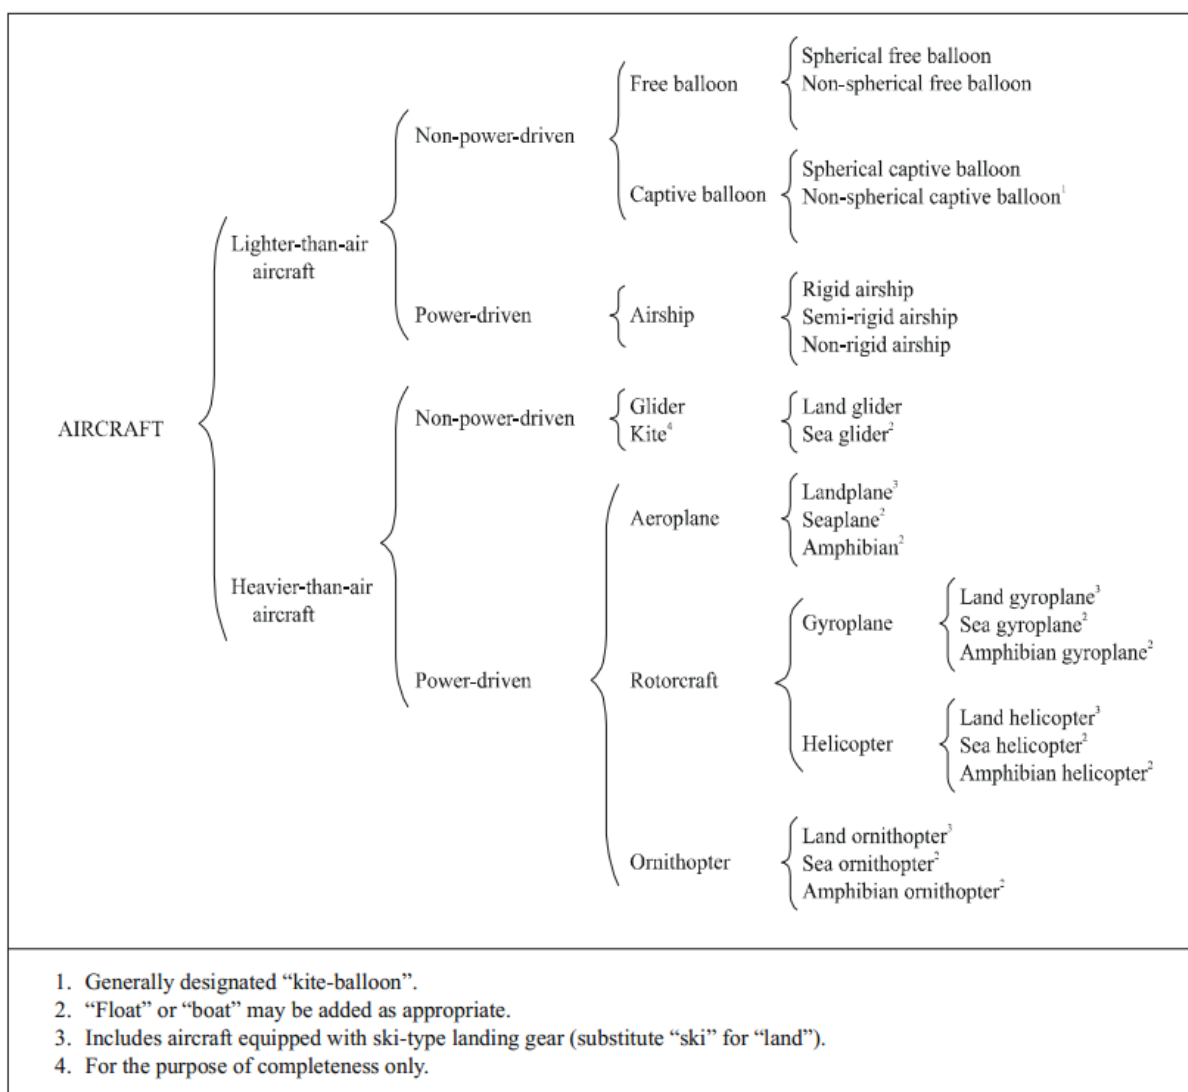 Spherical free balloon
Free balloon
Non-spherical free balloon
Non-power-driven
Spherical captive balloon
Captive balloon
Non-spherical captive balloon¹
Lighter-than-air
aircraft
Rigid airship
Power-driven
Airship
Semi-rigid airship
Non-rigid airship
AIRCRAFT
Non-power-driven
Glider
Land glider
Kite⁴
Sea glider²
Landplane³
Aeroplane
Seaplane²
Amphibian²
Heavier-than-air
aircraft
Land gyroplane³
Gyroplane
Sea gyroplane²
Amphibian gyroplane²
Power-driven
Rotorcraft
Land helicopter³
Helicopter
Sea helicopter²
Amphibian helicopter²
Land ornithopter³
Ornithopter
Sea ornithopter²
Amphibian ornithopter²
1. Generally designated “kite-balloon”.
2. “Float” or “boat” may be added as appropriate.
3. Includes aircraft equipped with ski-type landing gear (substitute “ski” for “land”).
4. For the purpose of completeness only.